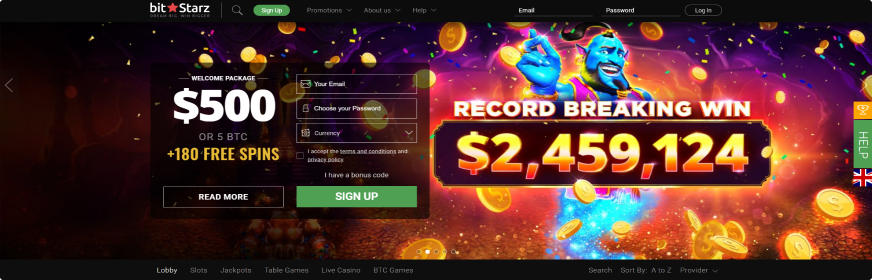 bit★Starz
DREAM BIG. WIN BIGGER
Sign Up
Promotions
About us
Help
Email
Password
Log In
WELCOME PACKAGE
$500
OR 5 BTC
+180 FREE SPINS
READ MORE
Your Email
Choose your Password
Currency
I accept the terms and conditions and
privacy policy
I have a bonus code
SIGN UP
RECORD BREAKING WIN
$2,459,124
HELP
Lobby
Slots
Jackpots
Table Games
Live Casino
BTC Games
Search
Sort By: A to Z
Provider